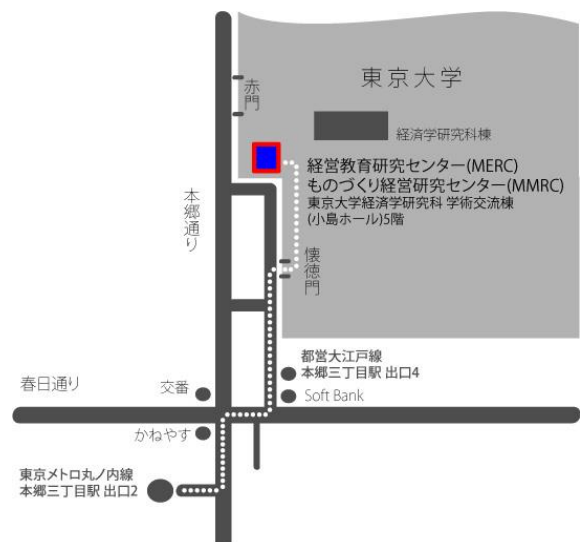 東京大学
赤門
経済学研究科棟
経営教育研究センター(MERC)
ものづくり経営研究センター(MMRC)
東京大学経済学研究科 学術交流棟
(小島ホール)5階
本郷通り
懐徳門
都営大江戸線
本郷三丁目駅 出口4
春日通り
交番
Soft Bank
かねやす
東京メトロ丸ノ内線
本郷三丁目駅 出口2